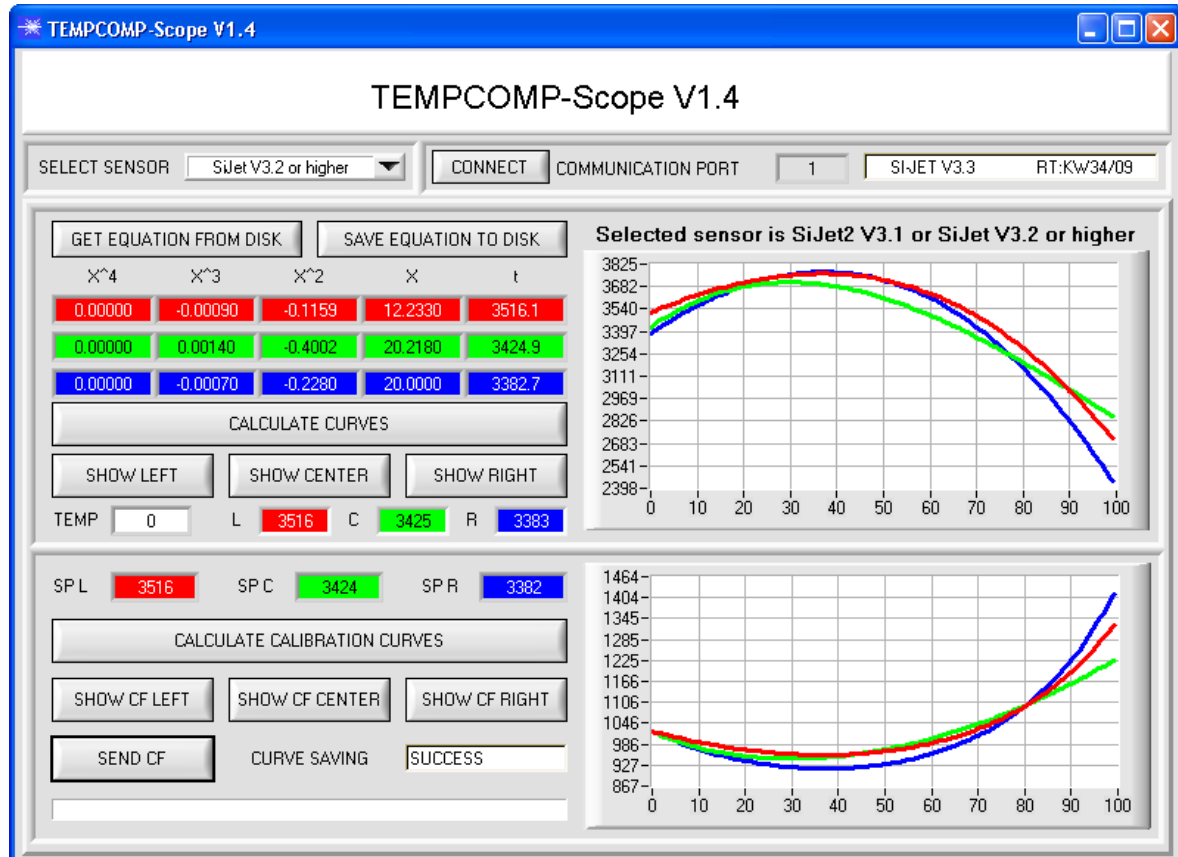 TEMPCOMP-Scope V1.4
TEMPCOMP-Scope V1.4
SELECT SENSOR SiJet V3.2 or higher CONNECT COMMUNICATION PORT 1 SI-JET V3.3 RT:KW34/09
GET EQUATION FROM DISK SAVE EQUATION TO DISK
X^4 X^3 X^2 X t
0.00000 -0.00090 -0.1159 12.2330 3516.1
0.00000 0.00140 -0.4002 20.2180 3424.9
0.00000 -0.00070 -0.2280 20.0000 3382.7
CALCULATE CURVES
SHOW LEFT SHOW CENTER SHOW RIGHT
TEMP 0 L 3516 C 3425 R 3383
Selected sensor is SiJet2 V3.1 or SiJet V3.2 or higher
3825
3682
3540
3397
3254
3111
2969
2826
2683
2541
2398
0 10 20 30 40 50 60 70 80 90 100
SP L 3516 SP C 3424 SP R 3382
CALCULATE CALIBRATION CURVES
SHOW CF LEFT SHOW CF CENTER SHOW CF RIGHT
SEND CF CURVE SAVING SUCCESS
1464
1404
1345
1285
1225
1166
1106
1046
986
927
867
0 10 20 30 40 50 60 70 80 90 100